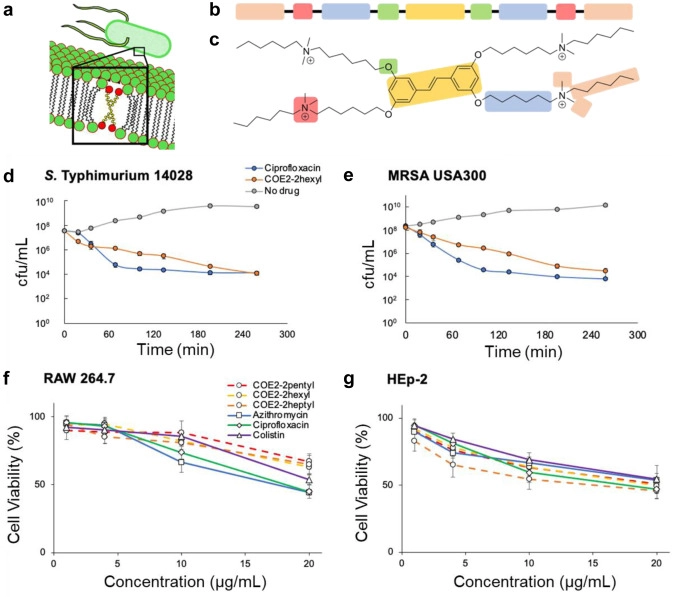 a
b
c
N
⊕
N
⊕
O
O
O
O
N
⊕
N
⊕
d
S. Typhimurium 14028
Ciprofloxacin
COE2-2hexyl
No drug
e
MRSA USA300
10^10
10^8
10^6
10^4
10^2
10^0
cfu/mL
0 60 120 180 240 300
Time (min)
10^10
10^8
10^6
10^4
10^2
10^0
cfu/mL
0 60 120 180 240 300
Time (min)
f
RAW 264.7
COE2-2pentyl
COE2-2hexyl
COE2-2heptyl
Azithromycin
Ciprofloxacin
Colistin
100
50
0
Cell Viability (%)
0 5 10 15 20
Concentration (µg/mL)
g
HEp-2
100
50
0
Cell Viability (%)
0 5 10 15 20
Concentration (µg/mL)